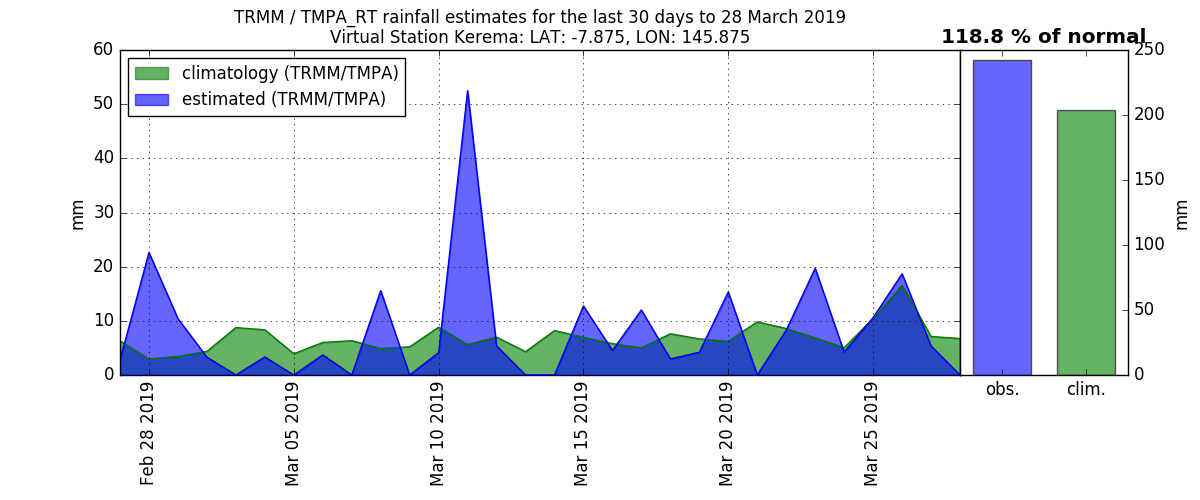 TRMM / TMPA_RT rainfall estimates for the last 30 days to 28 March 2019
Virtual Station Kerema: LAT: -7.875, LON: 145.875
118.8 % of normal
climatology (TRMM/TMPA)
estimated (TRMM/TMPA)
60
50
40
30
20
10
0
mm
Feb 28 2019
Mar 05 2019
Mar 10 2019
Mar 15 2019
Mar 20 2019
Mar 25 2019
250
200
150
100
50
0
mm
obs.
clim.